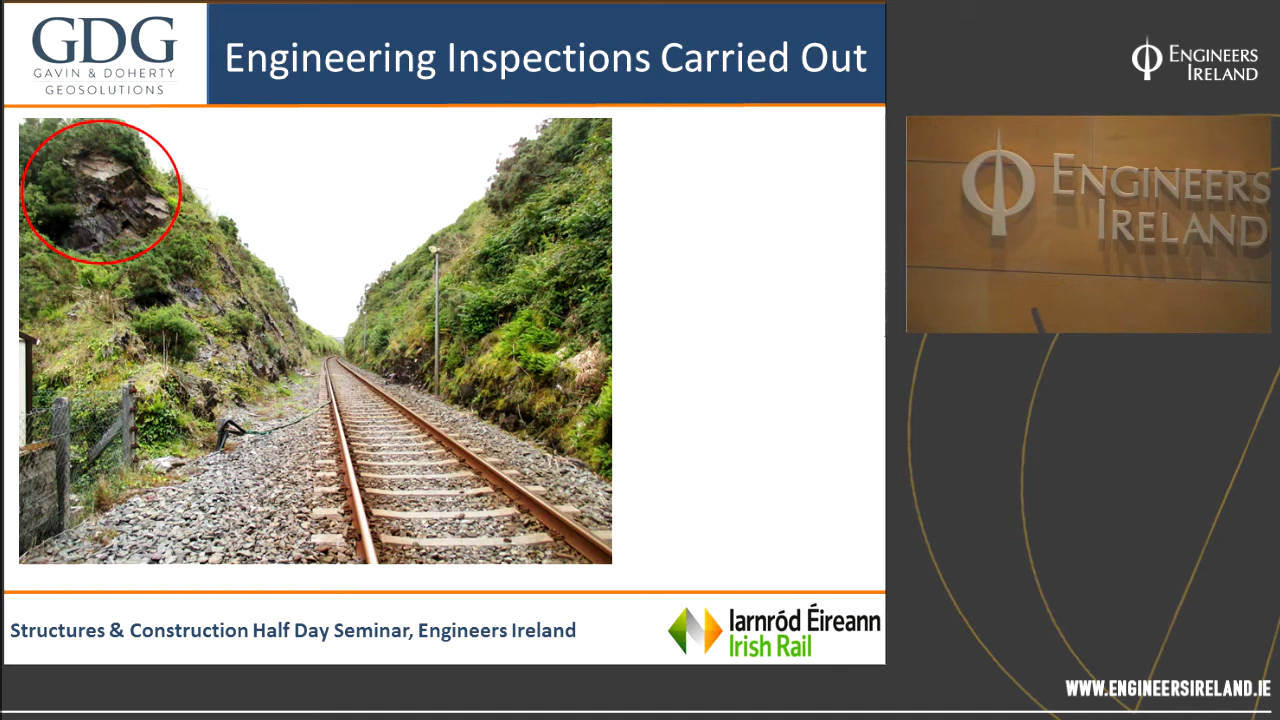 GDG
GAVIN & DOHERTY
GEOSOLUTIONS
Engineering Inspections Carried Out
ENGINEERS
IRELAND
ENGINEERS
IRELAND
Structures & Construction Half Day Seminar, Engineers Ireland
Iarnród Éireann
Irish Rail
WWW.ENGINEERSIRELAND.IE